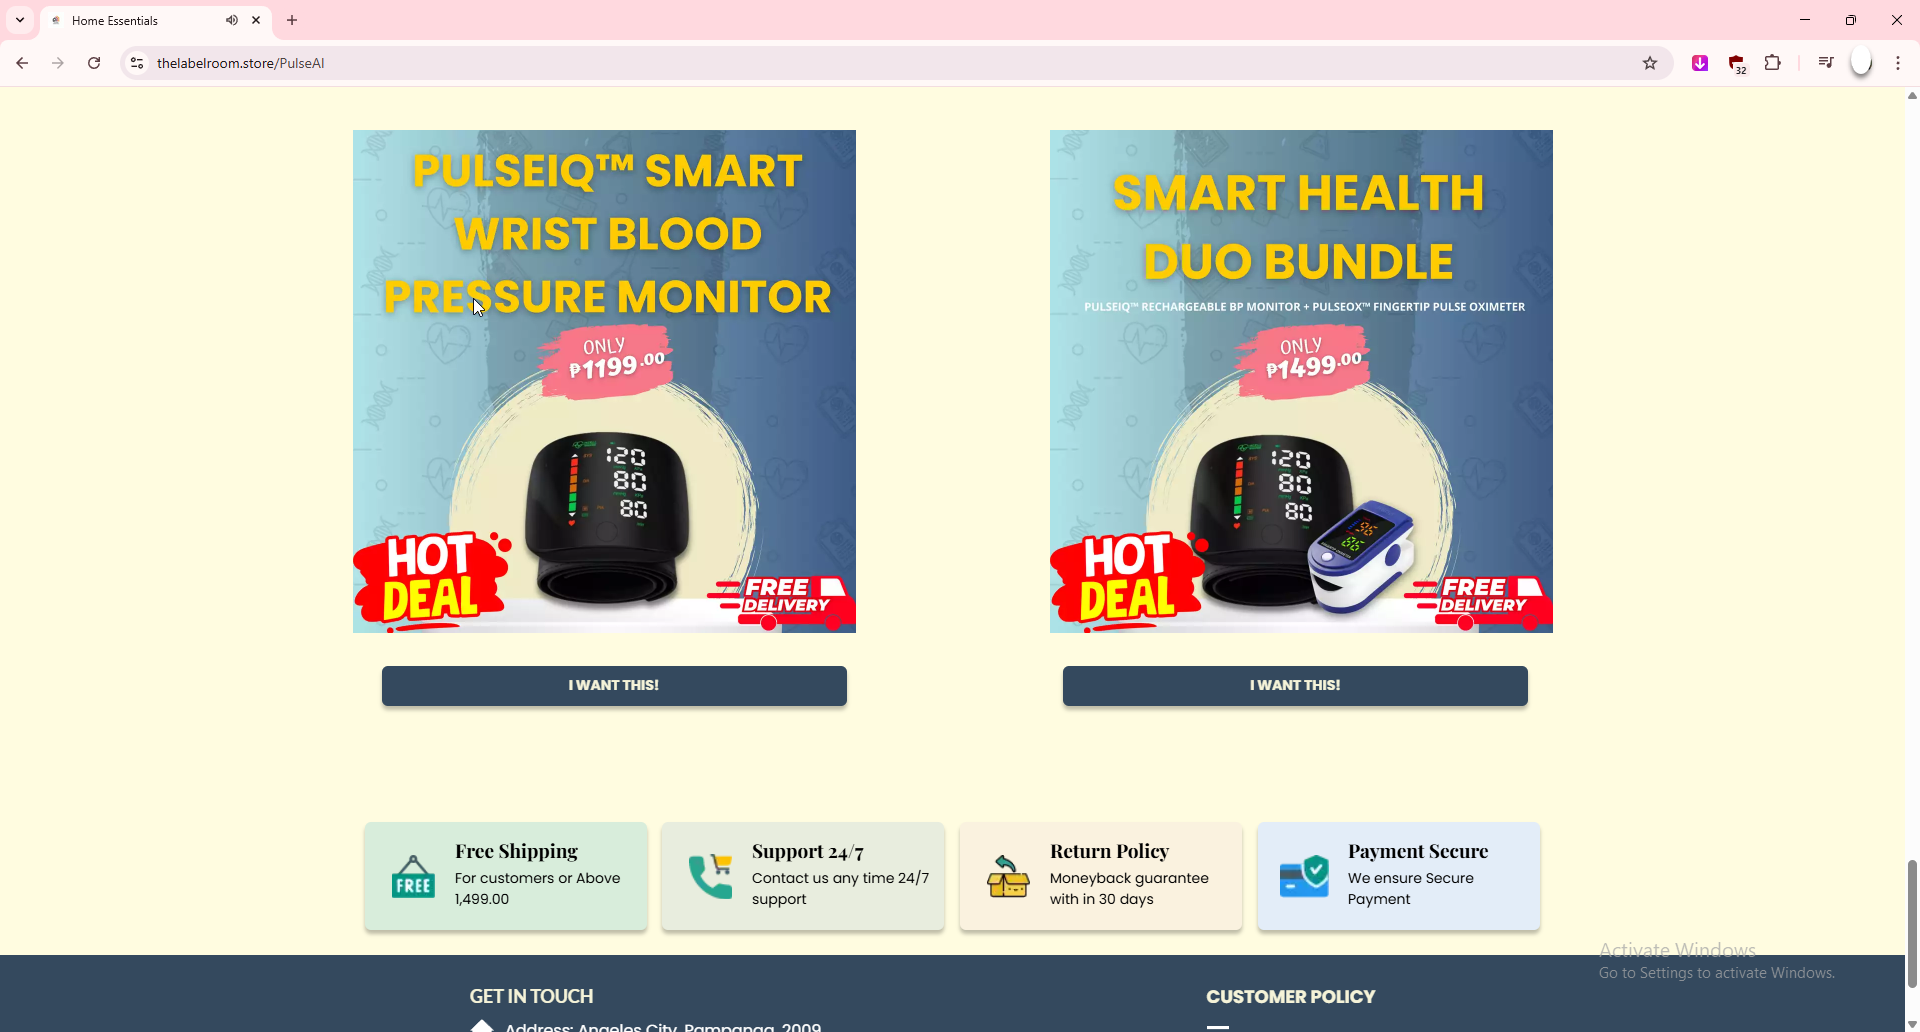 Home Essentials
thelabelroom.store/PulseAI
32
PULSEIQ™ SMART
WRIST BLOOD
PRESSURE MONITOR
ONLY
₱1199.00
120
80
80
HOT
DEAL
FREE
DELIVERY
I WANT THIS!
SMART HEALTH
DUO BUNDLE
PULSEIQ™ RECHARGEABLE BP MONITOR + PULSEOX™ FINGERTIP PULSE OXIMETER
ONLY
₱1499.00
120
80
80
HOT
DEAL
FREE
DELIVERY
I WANT THIS!
FREE
Free Shipping
For customers or Above
1,499.00
Support 24/7
Contact us any time 24/7
support
Return Policy
Moneyback guarantee
with in 30 days
Payment Secure
We ensure Secure
Payment
Activate Windows
Go to Settings to activate Windows.
GET IN TOUCH
Address: Angeles City, Pampanga, 2009
CUSTOMER POLICY